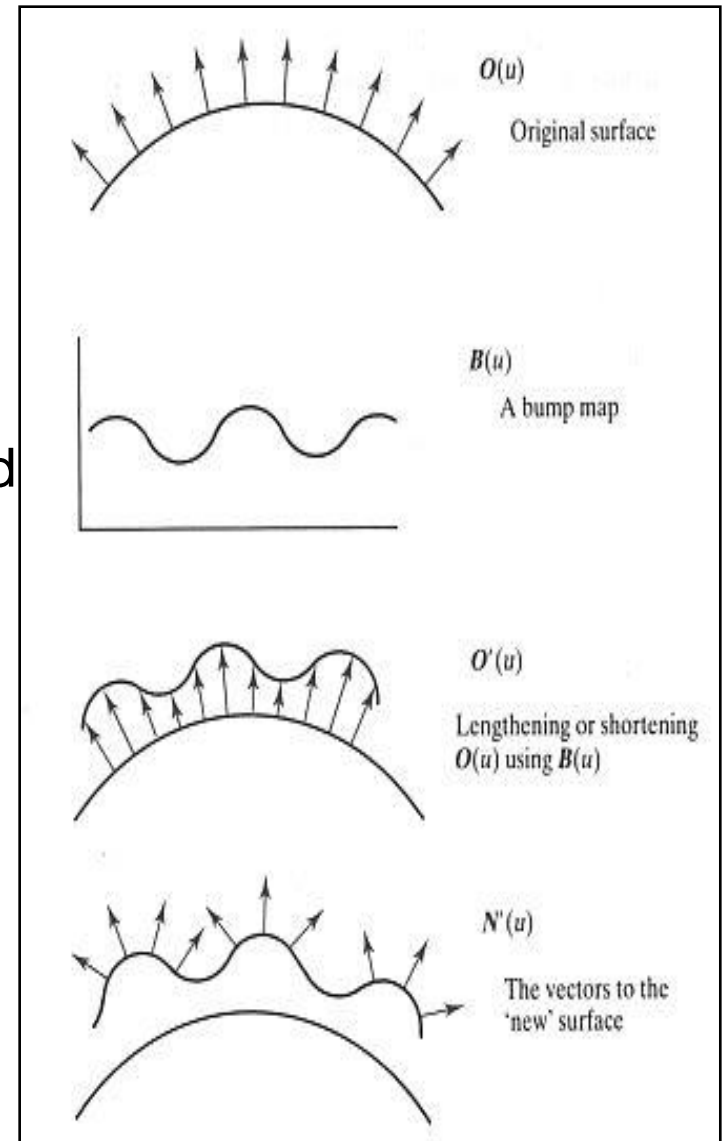 O(u)
Original surface
B(u)
A bump map
d
O'(u)
Lengthening or shortening
O(u) using B(u)
N'(u)
The vectors to the
'new' surface